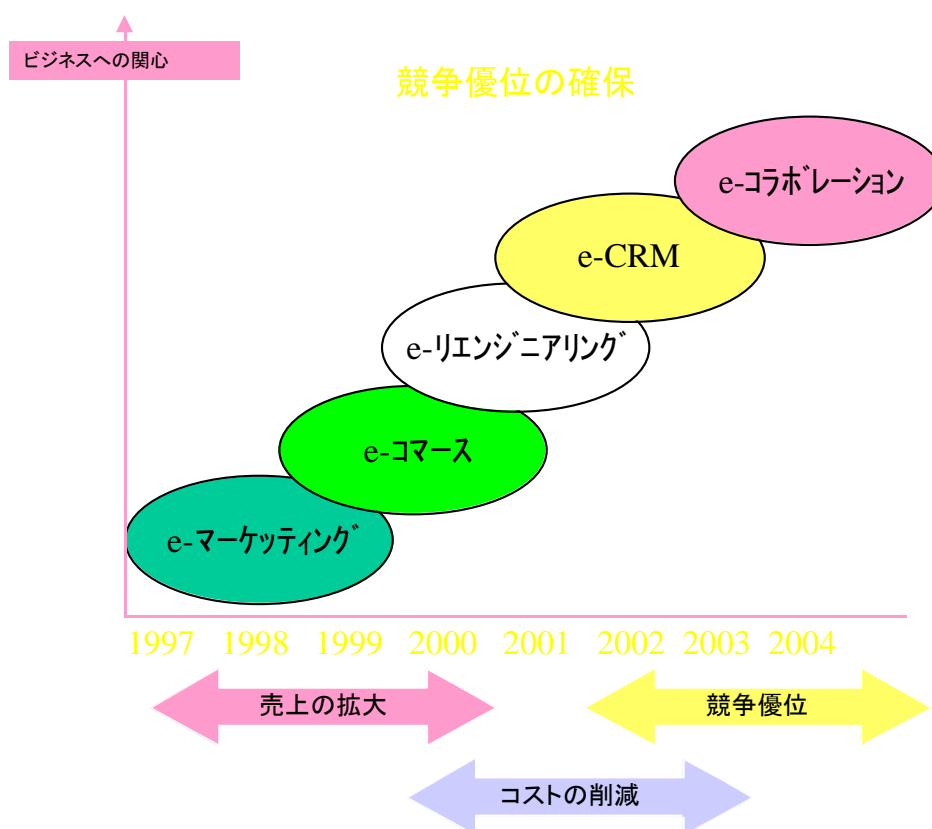 ビジネスへの関心
競争優位の確保
e-コラボレーション
e-CRM
e-リエンジニアリング
e-コマース
e-マーケッティング
1997 1998 1999 2000 2001 2002 2003 2004
売上の拡大
競争優位
コストの削減